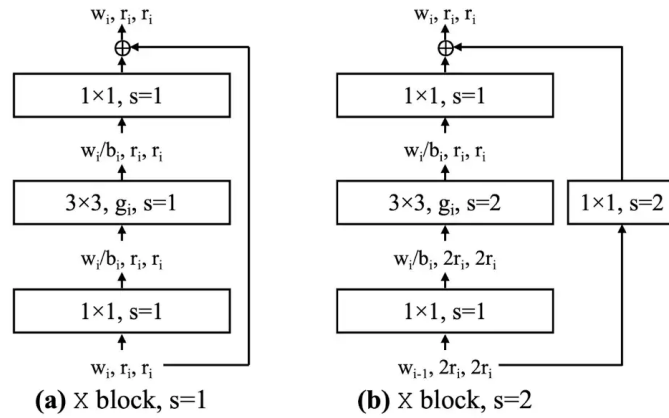 wᵢ, rᵢ, rᵢ
1×1, s=1
wᵢ/bᵢ, rᵢ, rᵢ
3×3, gᵢ, s=1
wᵢ/bᵢ, rᵢ, rᵢ
1×1, s=1
wᵢ, rᵢ, rᵢ
(a) X block, s=1
wᵢ, rᵢ, rᵢ
1×1, s=1
wᵢ/bᵢ, rᵢ, rᵢ
3×3, gᵢ, s=2
1×1, s=2
wᵢ/bᵢ, 2rᵢ, 2rᵢ
1×1, s=1
wᵢ₋₁, 2rᵢ, 2rᵢ
(b) X block, s=2